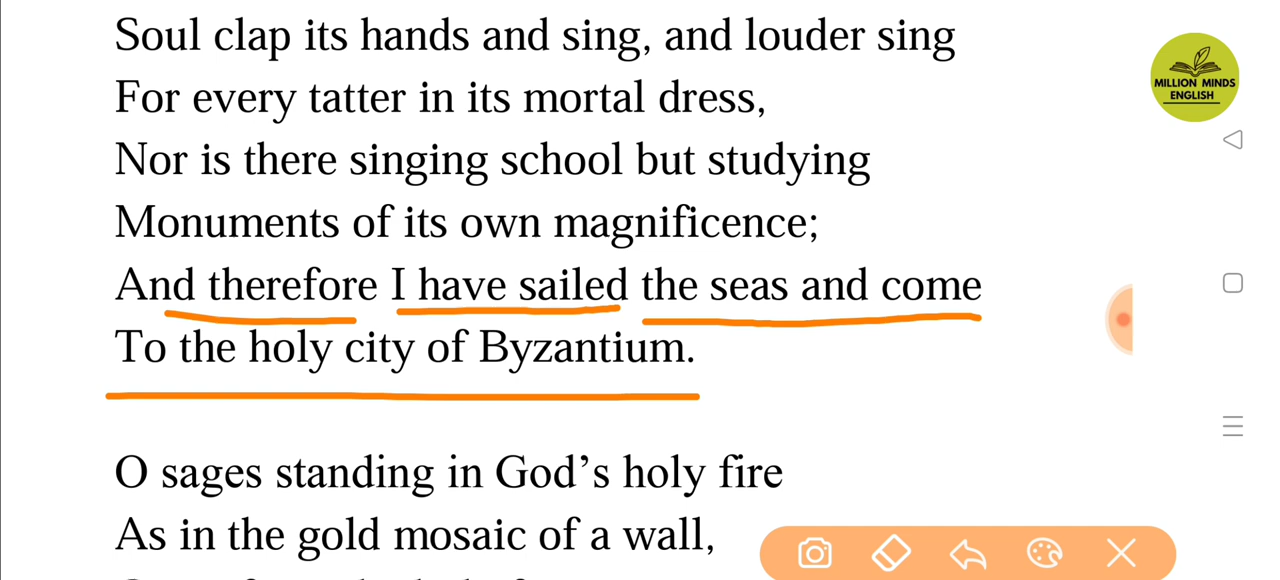 Soul clap its hands and sing, and louder sing
For every tatter in its mortal dress,
Nor is there singing school but studying
Monuments of its own magnificence;
And therefore I have sailed the seas and come
To the holy city of Byzantium.
O sages standing in God’s holy fire
As in the gold mosaic of a wall,
MILLION MINDS
ENGLISH